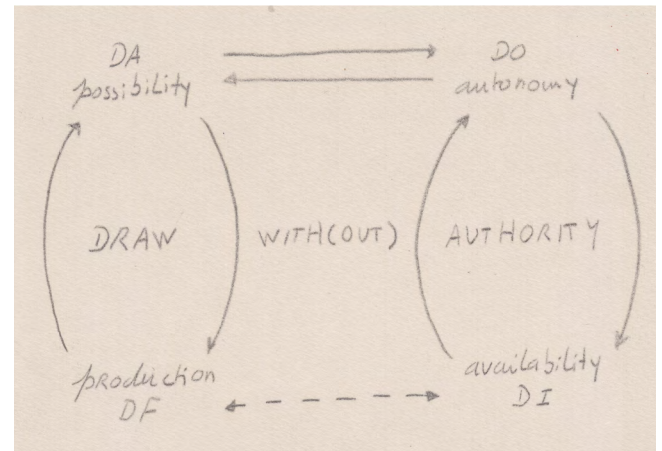 DA
possibility
DO
autonomy
DRAW WITH(OUT) AUTHORITY
production
DF
availability
DI